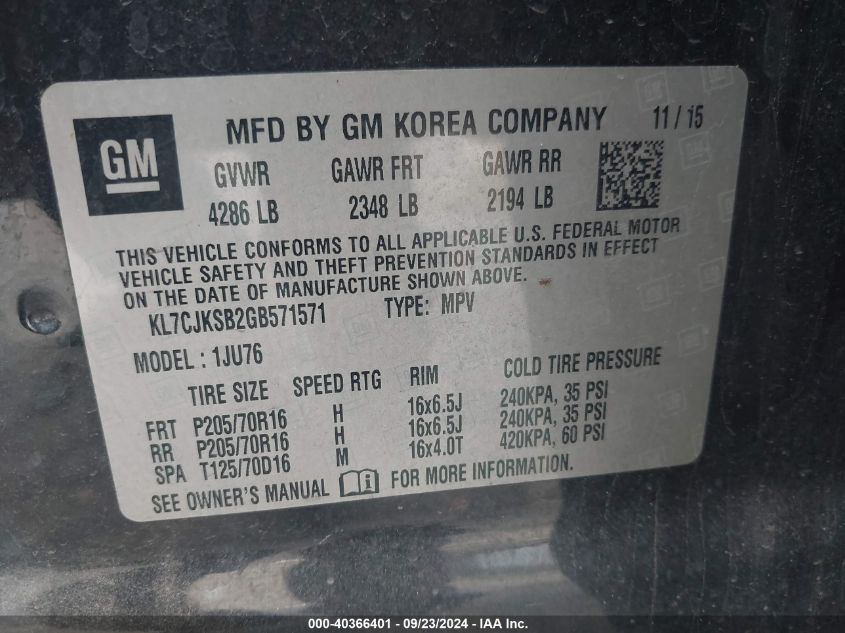 GM
MFD BY GM KOREA COMPANY 11/15
GVWR GAWR FRT GAWR RR
4286 LB 2348 LB 2194 LB
THIS VEHICLE CONFORMS TO ALL APPLICABLE U.S. FEDERAL MOTOR
VEHICLE SAFETY AND THEFT PREVENTION STANDARDS IN EFFECT
ON THE DATE OF MANUFACTURE SHOWN ABOVE.
KL7CJKSB2GB571571 TYPE: MPV
MODEL: 1JU76
TIRE SIZE SPEED RTG RIM COLD TIRE PRESSURE
FRT P205/70R16 H 16x6.5J 240KPA, 35 PSI
RR P205/70R16 H 16x6.5J 240KPA, 35 PSI
SPA T125/70D16 M 16x4.0T 420KPA, 60 PSI
SEE OWNER'S MANUAL i FOR MORE INFORMATION.
000-40366401 - 09/23/2024 - IAA Inc.